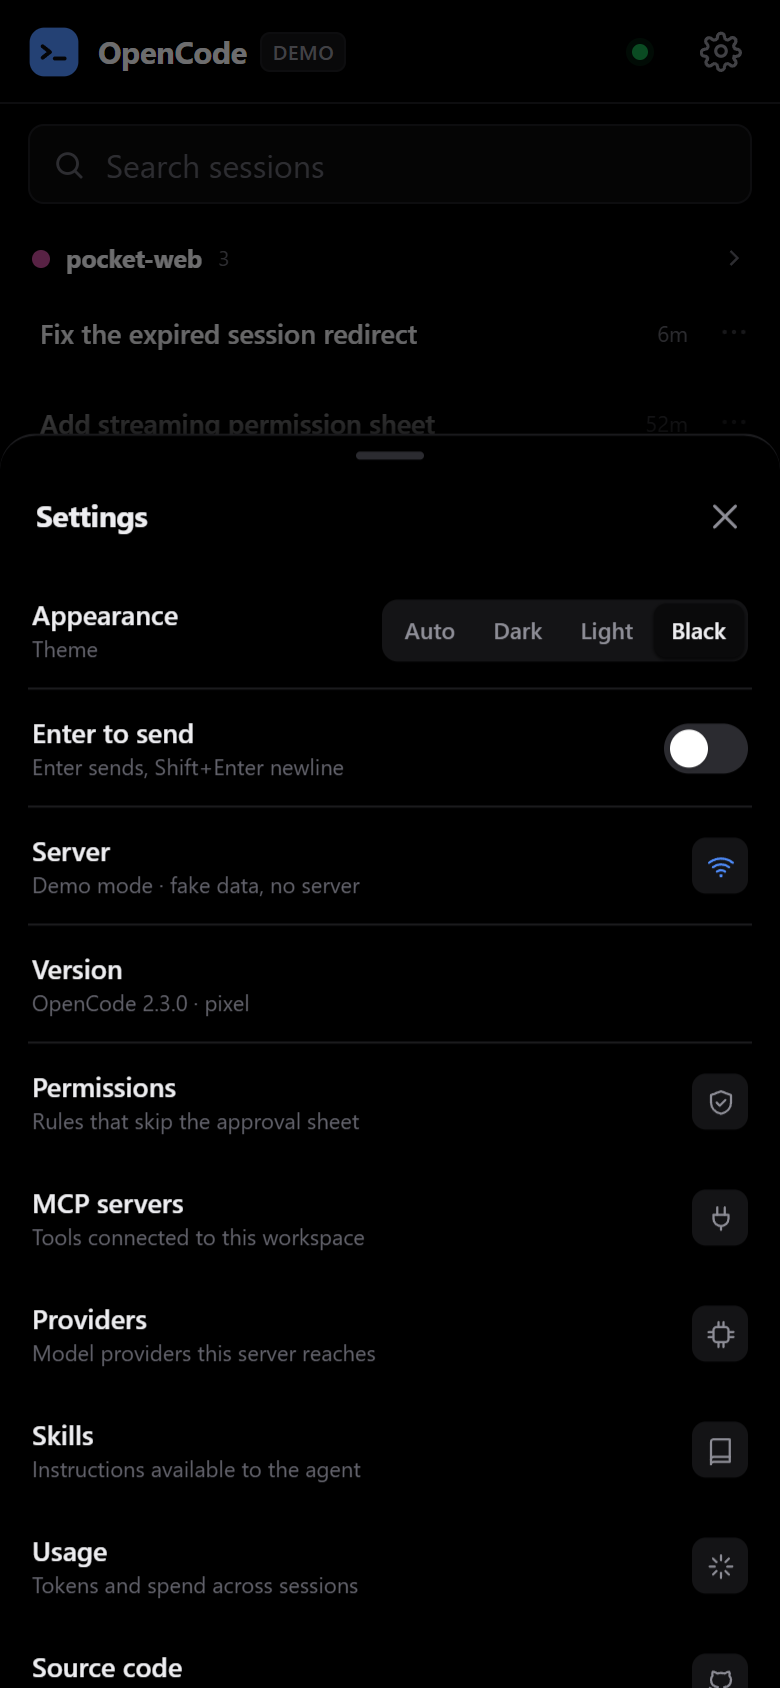 OpenCode DEMO
Search sessions
pocket-web 3
Fix the expired session redirect 6m
Add streaming permission sheet 52m
Settings
Appearance
Theme
Auto Dark Light Black
Enter to send
Enter sends, Shift+Enter newline
Server
Demo mode · fake data, no server
Version
OpenCode 2.3.0 · pixel
Permissions
Rules that skip the approval sheet
MCP servers
Tools connected to this workspace
Providers
Model providers this server reaches
Skills
Instructions available to the agent
Usage
Tokens and spend across sessions
Source code